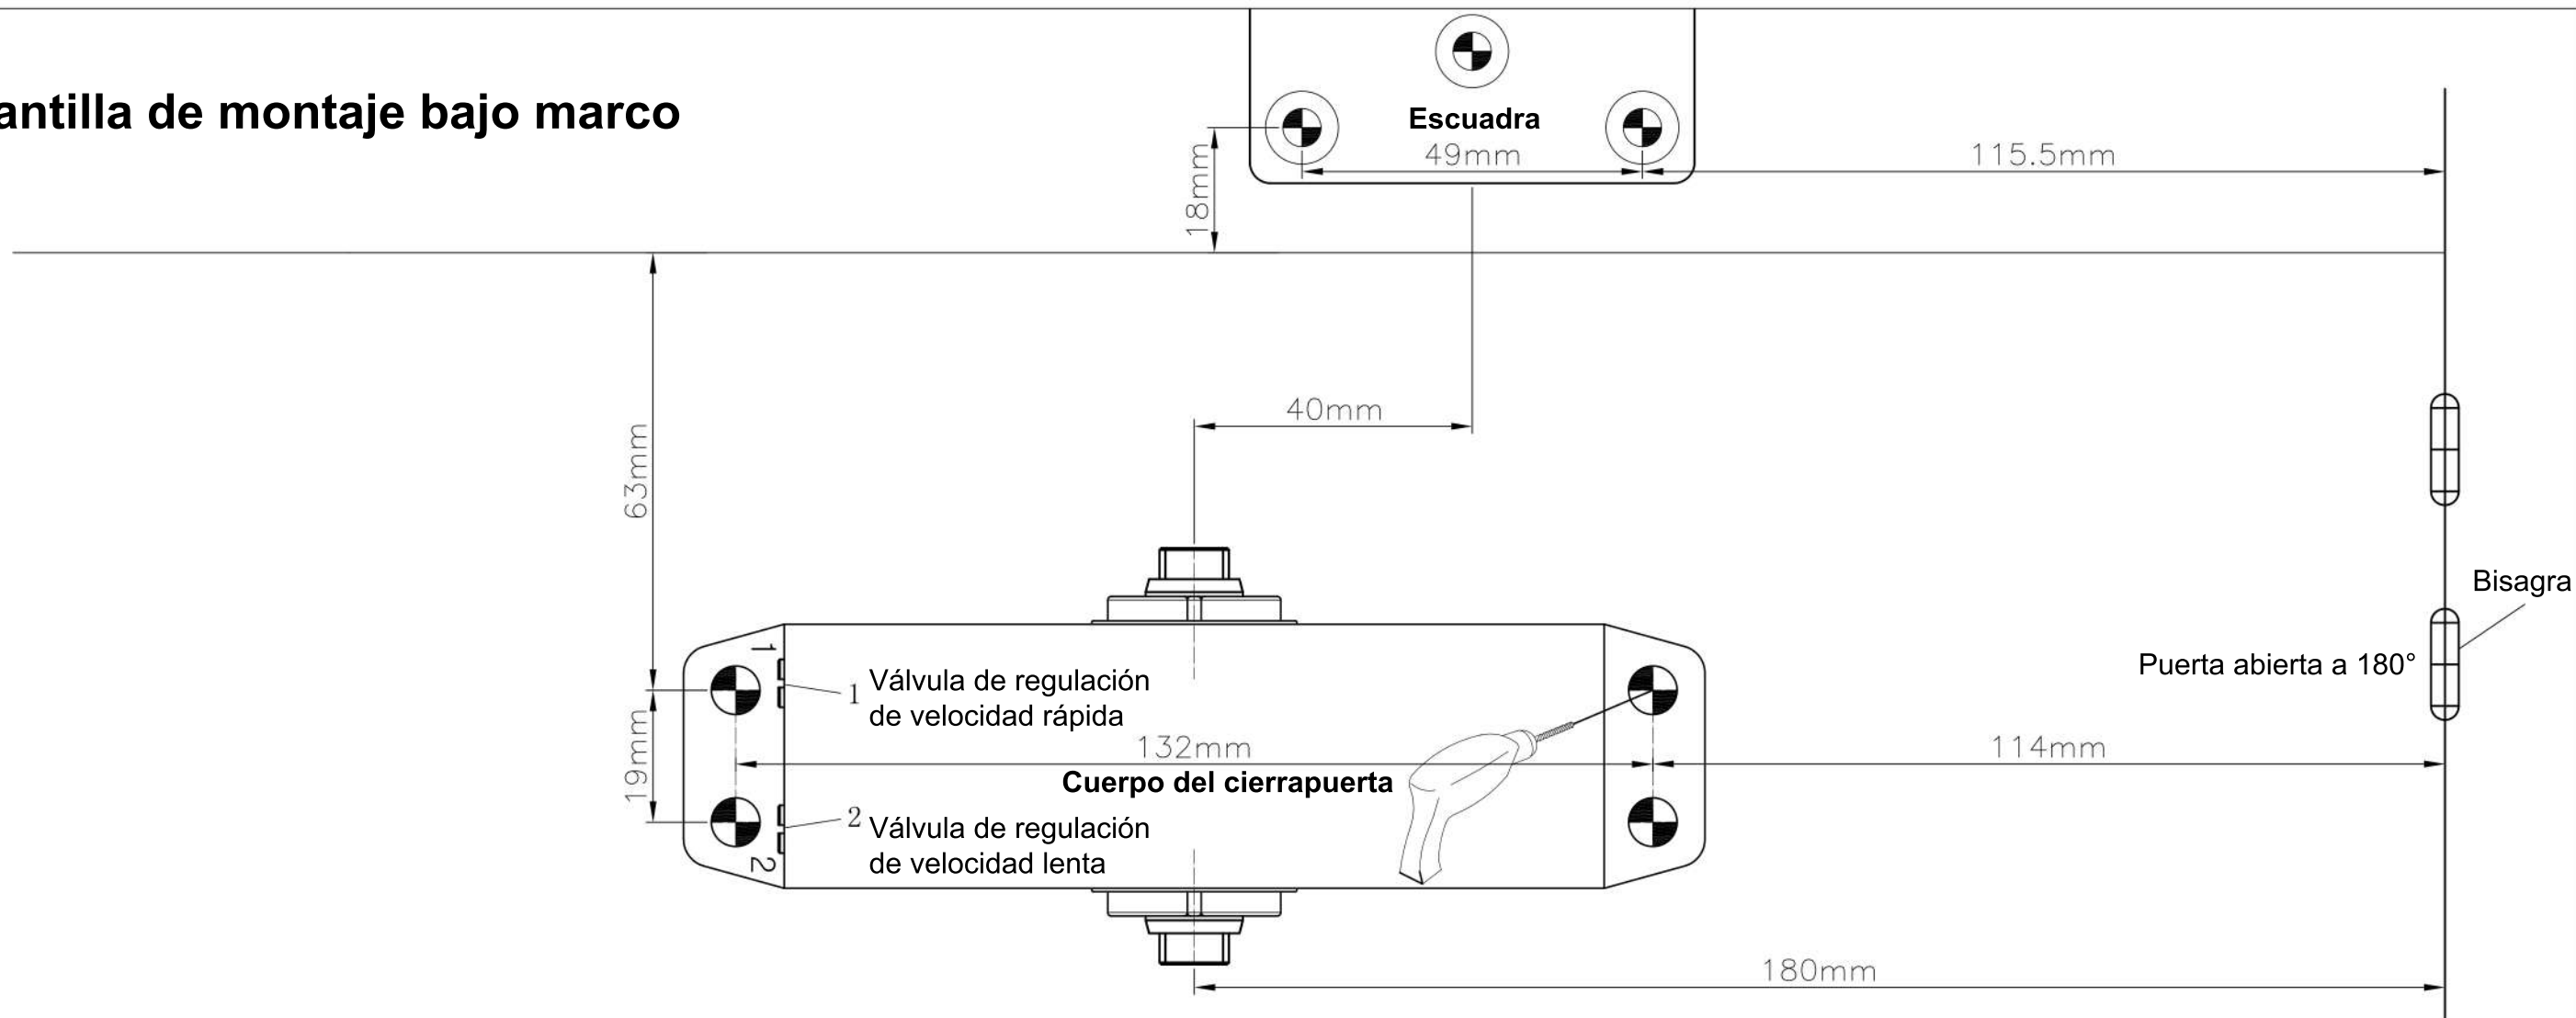 antilla de montaje bajo marco
Escuadra
49mm
115.5mm
18mm
40mm
63mm
Bisagra
Puerta abierta a 180°
1
1
Válvula de regulación
de velocidad rápida
132mm
114mm
19mm
Cuerpo del cierrapuerta
2
Válvula de regulación
de velocidad lenta
2
180mm